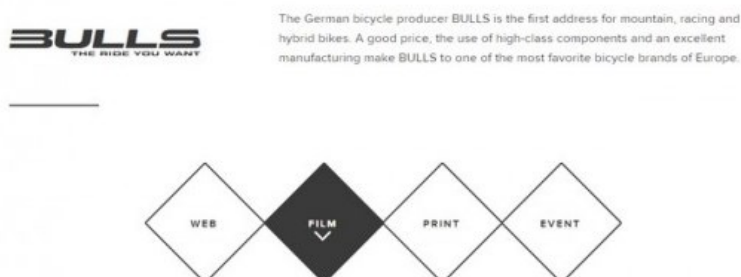 The German bicycle producer BULLS is the first address for mountain, racing and
hybrid bikes. A good price, the use of high-class components and an excellent
manufacturing make BULLS to one of the most favorite bicycle brands of Europe.
BULLS
THE RIDE YOU WANT
WEB
FILM
PRINT
EVENT